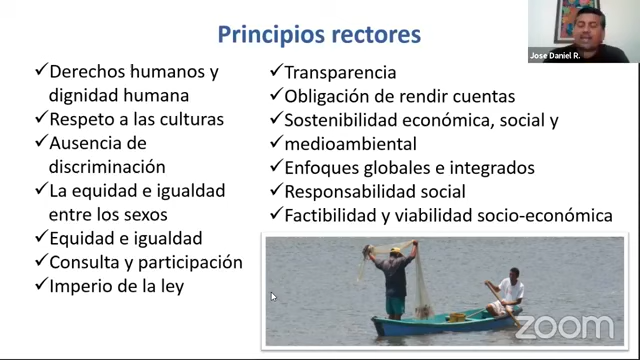 Principios rectores
Jose Daniel R.
✓Derechos humanos y
dignidad humana
✓Respeto a las culturas
✓Ausencia de
discriminación
✓La equidad e igualdad
entre los sexos
✓Equidad e igualdad
✓Consulta y participación
✓Imperio de la ley
✓Transparencia
✓Obligación de rendir cuentas
✓Sostenibilidad económica, social y
✓medioambiental
✓Enfoques globales e integrados
✓Responsabilidad social
✓Factibilidad y viabilidad socio-económica
zoom